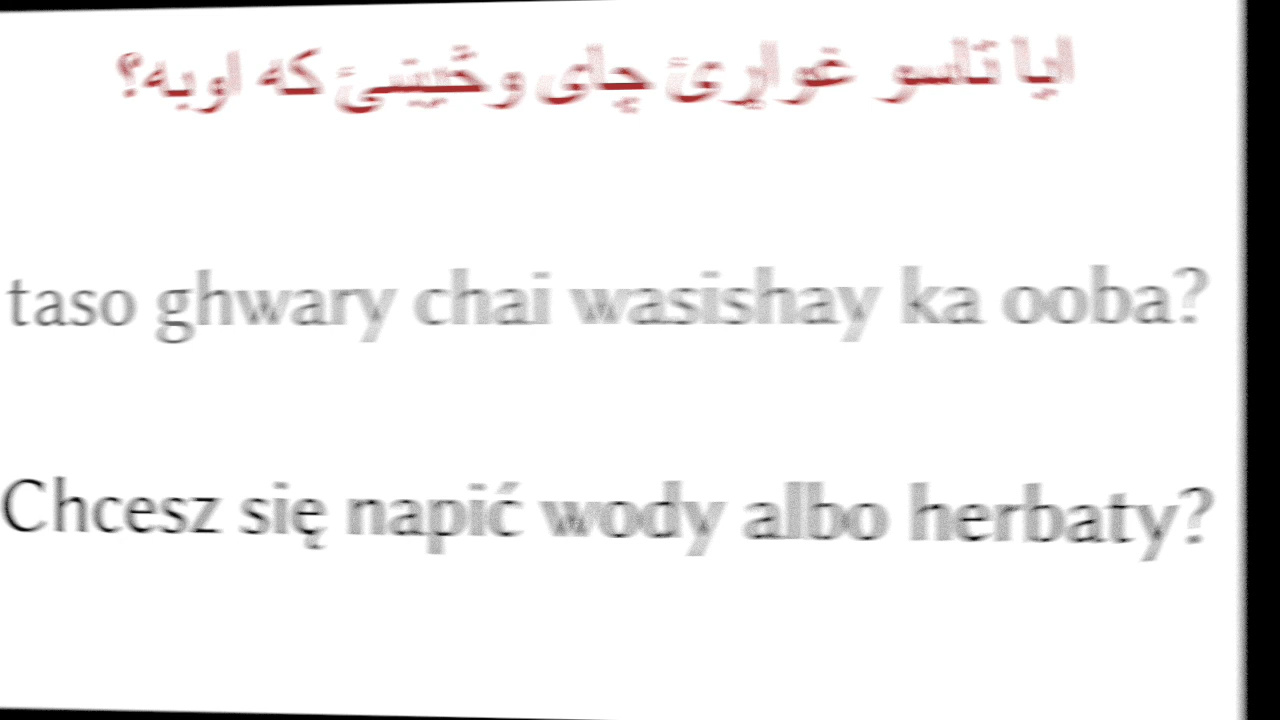 ایا تاسو غواړئ چای وڅښئ که اوبه؟
taso ghwary chai wasishay ka ooba?
Chcesz się napić wody albo herbaty?